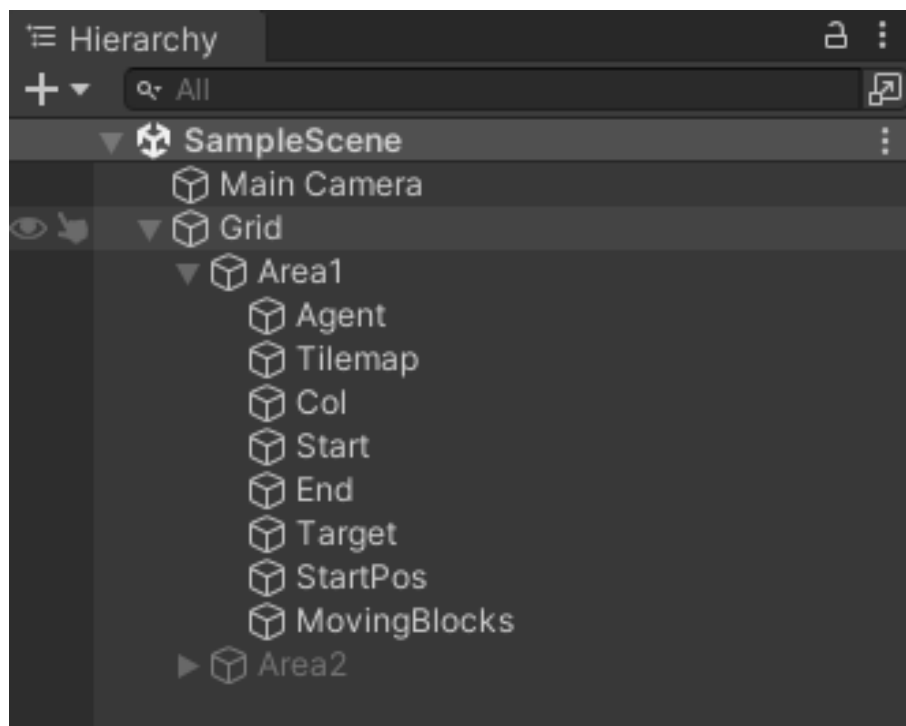 Hierarchy
All
SampleScene
Main Camera
Grid
Area1
Agent
Tilemap
Col
Start
End
Target
StartPos
MovingBlocks
Area2